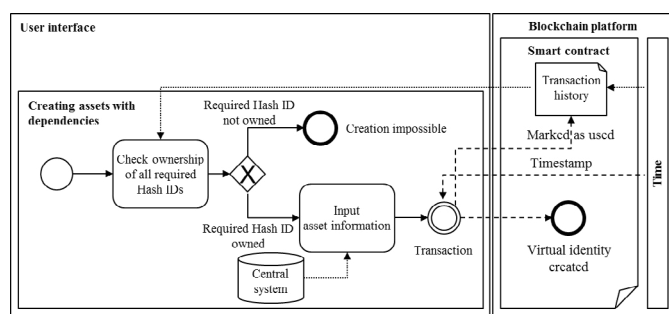 User interface
Blockchain platform
Smart contract
Transaction
history
Time
Creating assets with
dependencies
Required Hash ID
not owned
Creation impossible
Marked as used
Timestamp
Check ownership
of all required
Hash IDs
X
Required Hash ID
owned
Input
asset information
Transaction
Virtual identity
created
Central
system